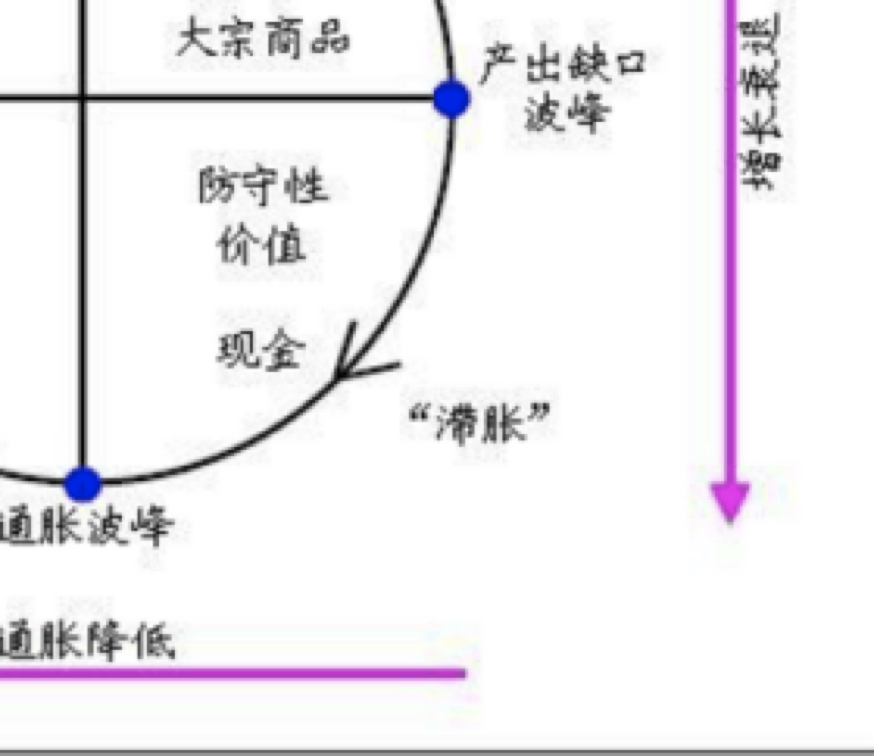 大宗商品
产出缺口
波峰
增长衰退
防守性
价值
现金
“滞胀”
通胀波峰
通胀降低